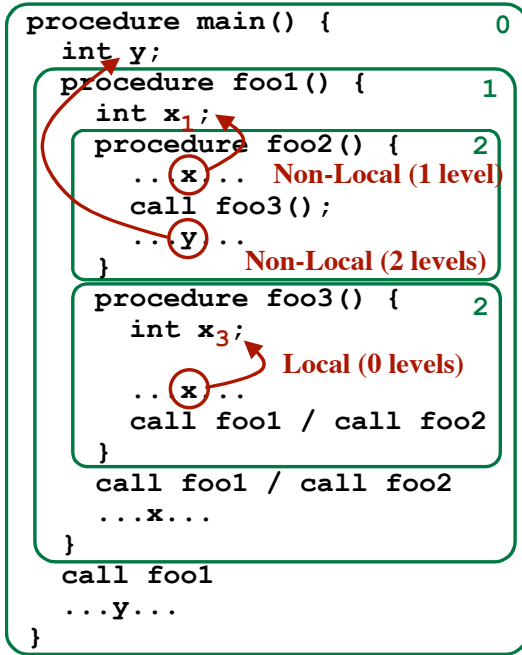 procedure main() { 0
int y;
procedure foo1() { 1
int x1;
procedure foo2() { 2
...x... Non-Local (1 level)
call foo3();
...y...
} Non-Local (2 levels)
procedure foo3() { 2
int x3;
Local (0 levels)
...x...
call foo1 / call foo2
}
call foo1 / call foo2
...x...
}
call foo1
...y...
}